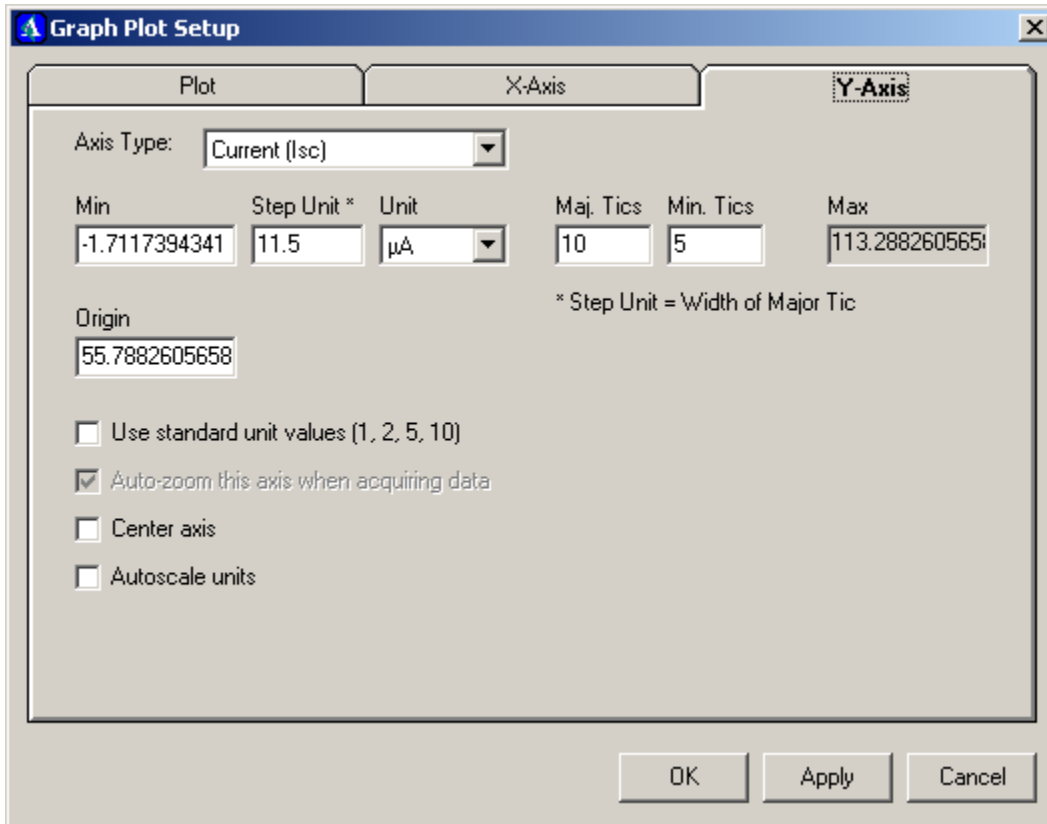 Graph Plot Setup
Plot X-Axis Y-Axis
Axis Type: Current (Isc)
Min Step Unit * Unit Maj. Tics Min. Tics Max
-1.7117394341 11.5 µA 10 5 113.288260565
* Step Unit = Width of Major Tic
Origin
55.7882605658
Use standard unit values (1, 2, 5, 10)
Auto-zoom this axis when acquiring data
Center axis
Autoscale units
OK Apply Cancel